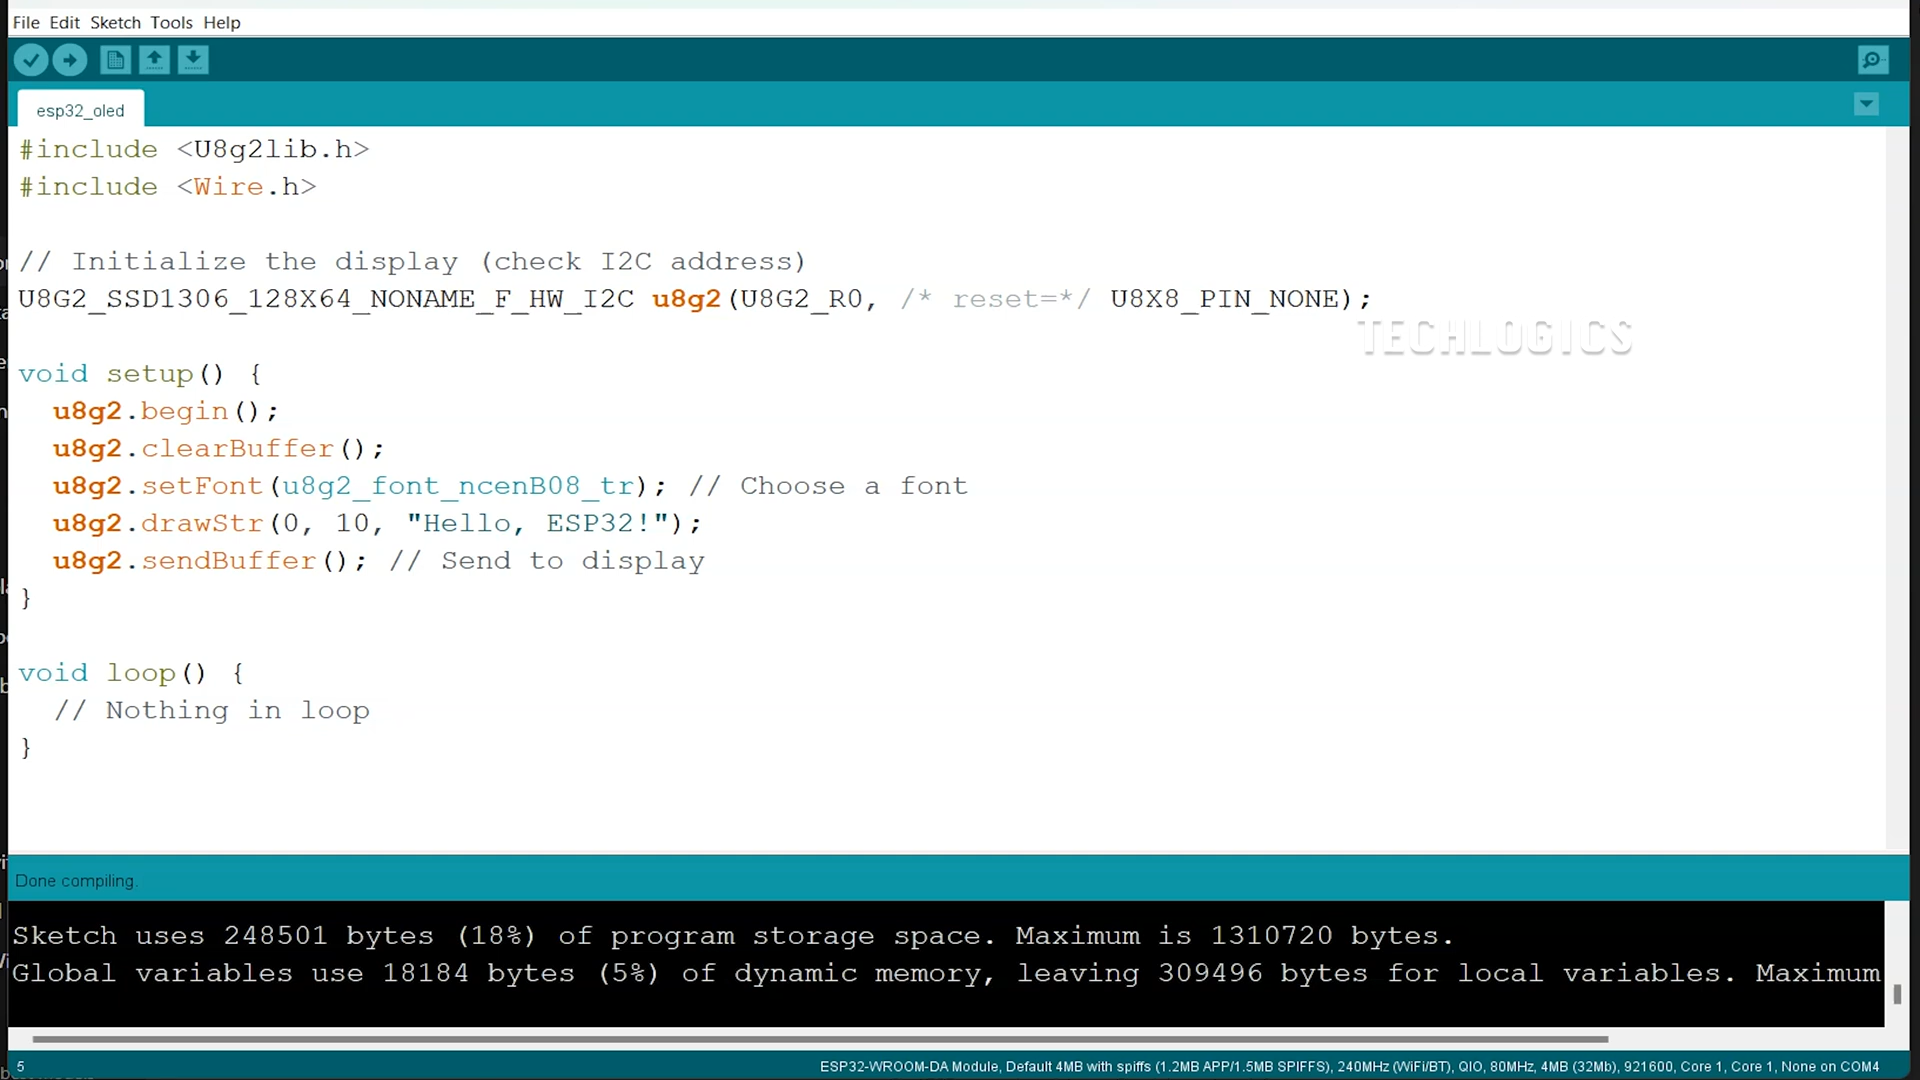 File Edit Sketch Tools Help
esp32_oled
#include <U8g2lib.h>
#include <Wire.h>
// Initialize the display (check I2C address)
U8G2_SSD1306_128X64_NONAME_F_HW_I2C u8g2(U8G2_R0, /* reset=*/ U8X8_PIN_NONE);
TECHLOGICS
void setup() {
  u8g2.begin();
  u8g2.clearBuffer();
  u8g2.setFont(u8g2_font_ncenB08_tr); // Choose a font
  u8g2.drawStr(0, 10, "Hello, ESP32!");
  u8g2.sendBuffer(); // Send to display
}
void loop() {
  // Nothing in loop
}
Done compiling.
Sketch uses 248501 bytes (18%) of program storage space. Maximum is 1310720 bytes.
Global variables use 18184 bytes (5%) of dynamic memory, leaving 309496 bytes for local variables. Maximum
5 ESP32-WROOM-DA Module, Default 4MB with spiffs (1.2MB APP/1.5MB SPIFFS), 240MHz (WiFi/BT), QIO, 80MHz, 4MB (32Mb), 921600, Core 1, Core 1, None on COM4